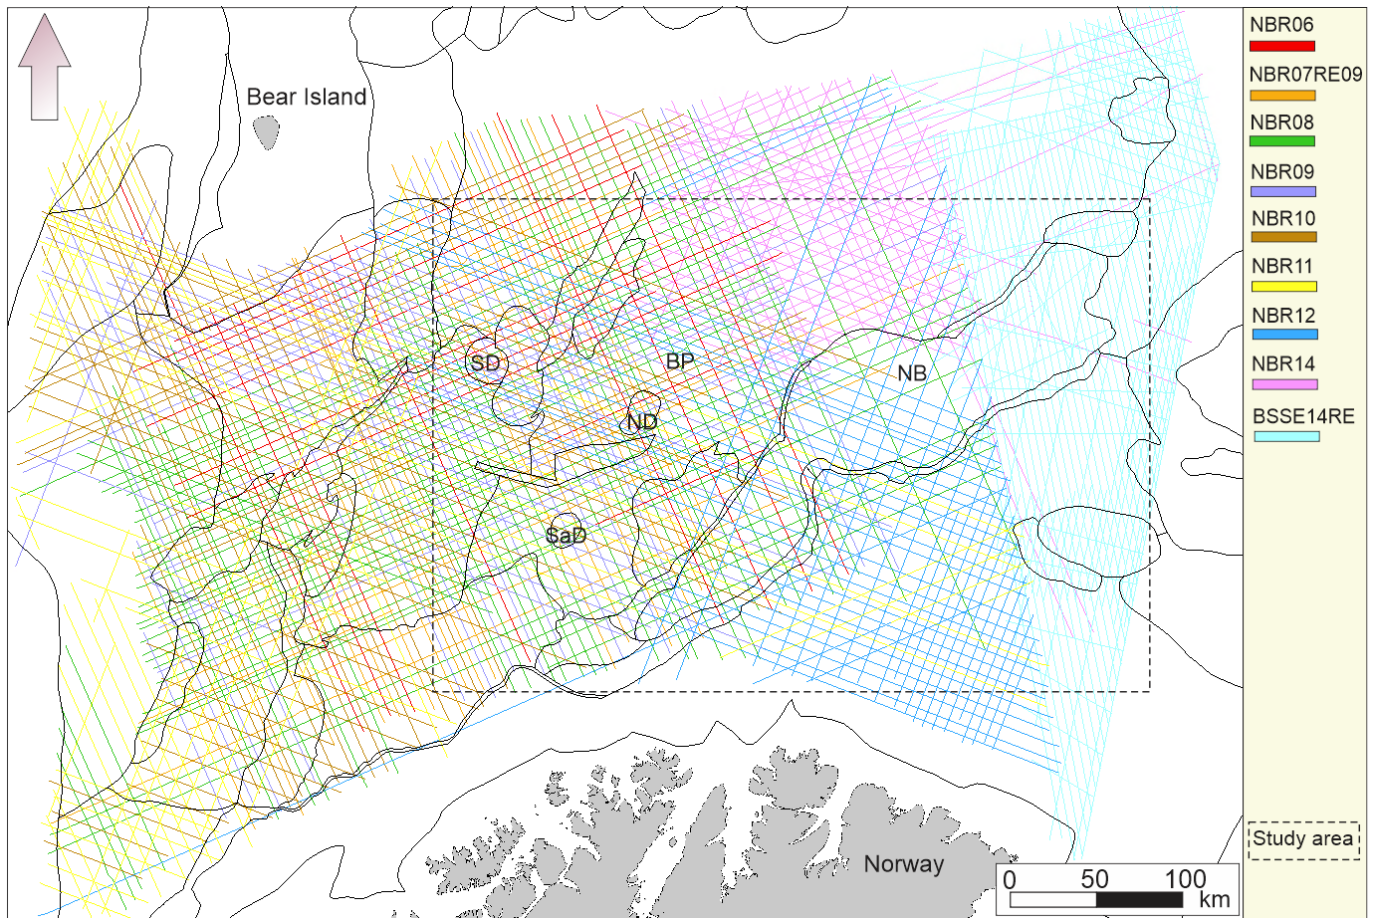 Bear Island
SD
BP
NB
ND
SaD
Norway
0 50 100
km
NBR06
NBR07RE09
NBR08
NBR09
NBR10
NBR11
NBR12
NBR14
BSSE14RE
Study area